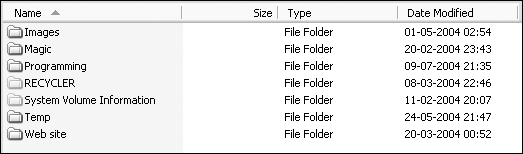 Name Size Type Date Modified
Images File Folder 01-05-2004 02:54
Magic File Folder 20-02-2004 23:43
Programming File Folder 09-07-2004 21:35
RECYCLER File Folder 08-03-2004 22:46
System Volume Information File Folder 11-02-2004 20:07
Temp File Folder 24-05-2004 21:47
Web site File Folder 20-03-2004 00:52